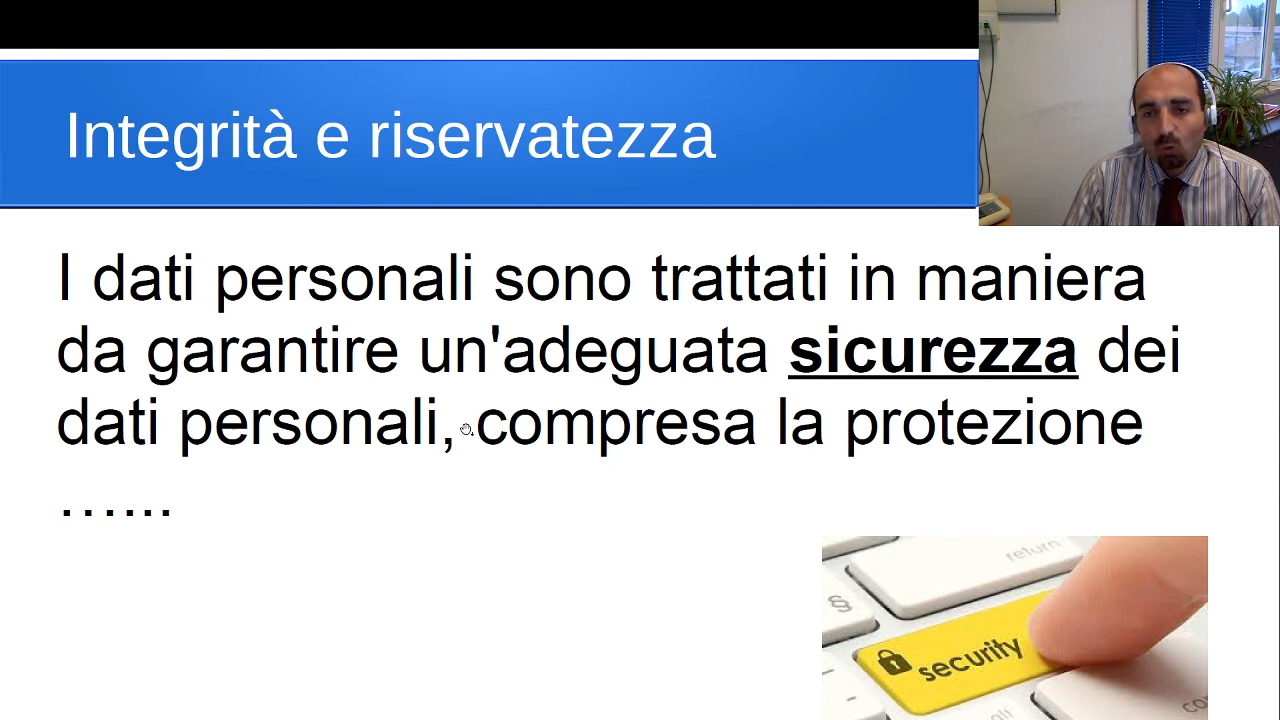 Integrità e riservatezza
I dati personali sono trattati in maniera
da garantire un'adeguata sicurezza dei
dati personali, compresa la protezione
…...
return
§
security